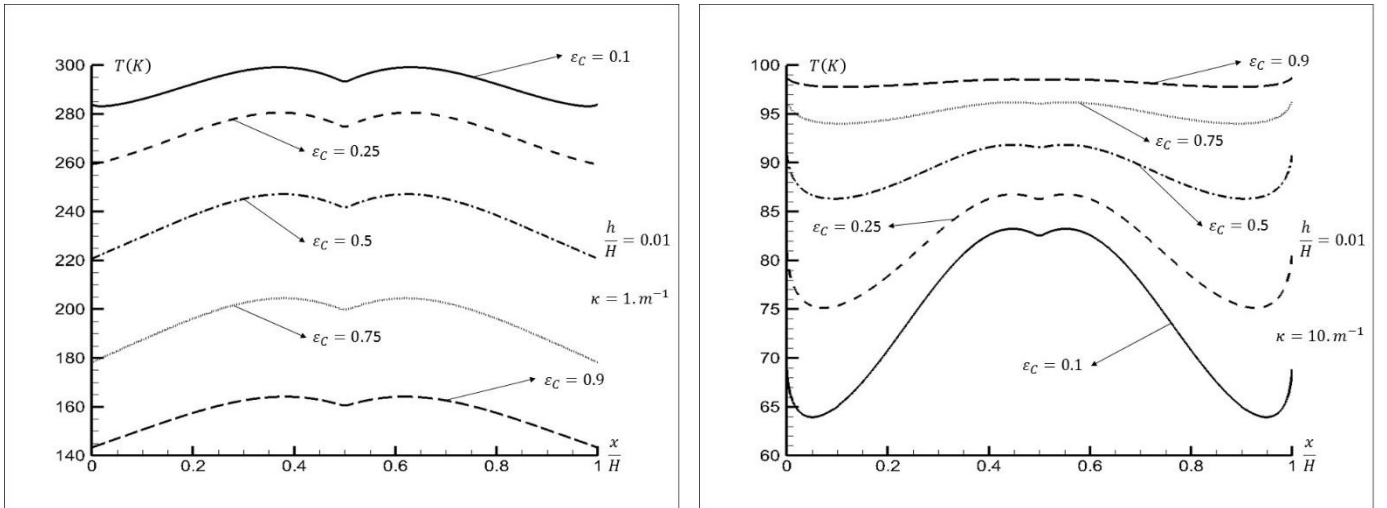 T(K)
300
280
260
240
220
200
180
160
140
0
0.2
0.4
0.6
0.8
1
x/H
ε_C = 0.1
ε_C = 0.25
ε_C = 0.5
ε_C = 0.75
ε_C = 0.9
h/H = 0.01
κ = 1. m⁻¹
T(K)
100
95
90
85
80
75
70
65
60
0
0.2
0.4
0.6
0.8
1
x/H
ε_C = 0.9
ε_C = 0.75
ε_C = 0.25
ε_C = 0.5
ε_C = 0.1
h/H = 0.01
κ = 10. m⁻¹